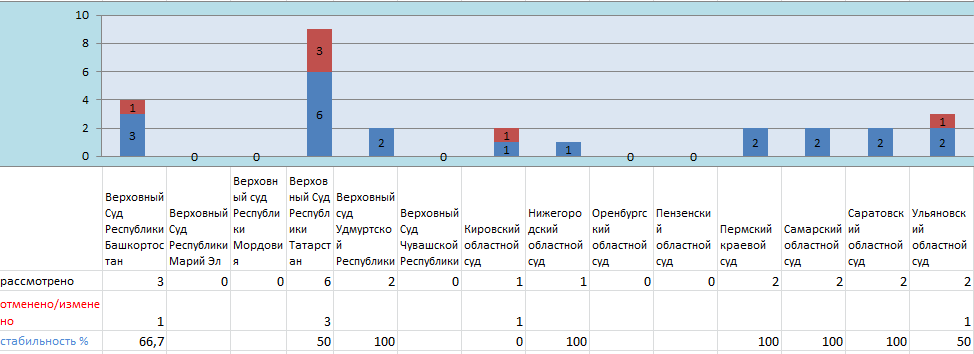 10
8
6
4
2
0
1
3
0
0
3
6
2
0
1
1
1
0
0
2
2
2
1
2
Верховный
Суд
Республики
Башкортос
тан
Верховный
Суд
Республики
Марий Эл
Верховн
ый суд
Республи
ки
Мордови
я
Верхов
ный Суд
Республ
ики
Татарст
ан
Верховный
суд
Удмуртско
й
Республики
Верховный
Суд
Чувашской
Республики
Кировский
областной
суд
Нижегоро
дский
областной
суд
Оренбургс
кий
областной
суд
Пензенски
й
областной
суд
Пермский
краевой
суд
Самарский
областной
суд
Саратовск
ий
областной
суд
Ульяновск
ий
областной
суд
рассмотрено 3 0 0 6 2 0 1 1 0 0 2 2 2 2
отменено/измене
но 1 3 1 1
стабильность % 66,7 50 100 0 100 100 100 100 50